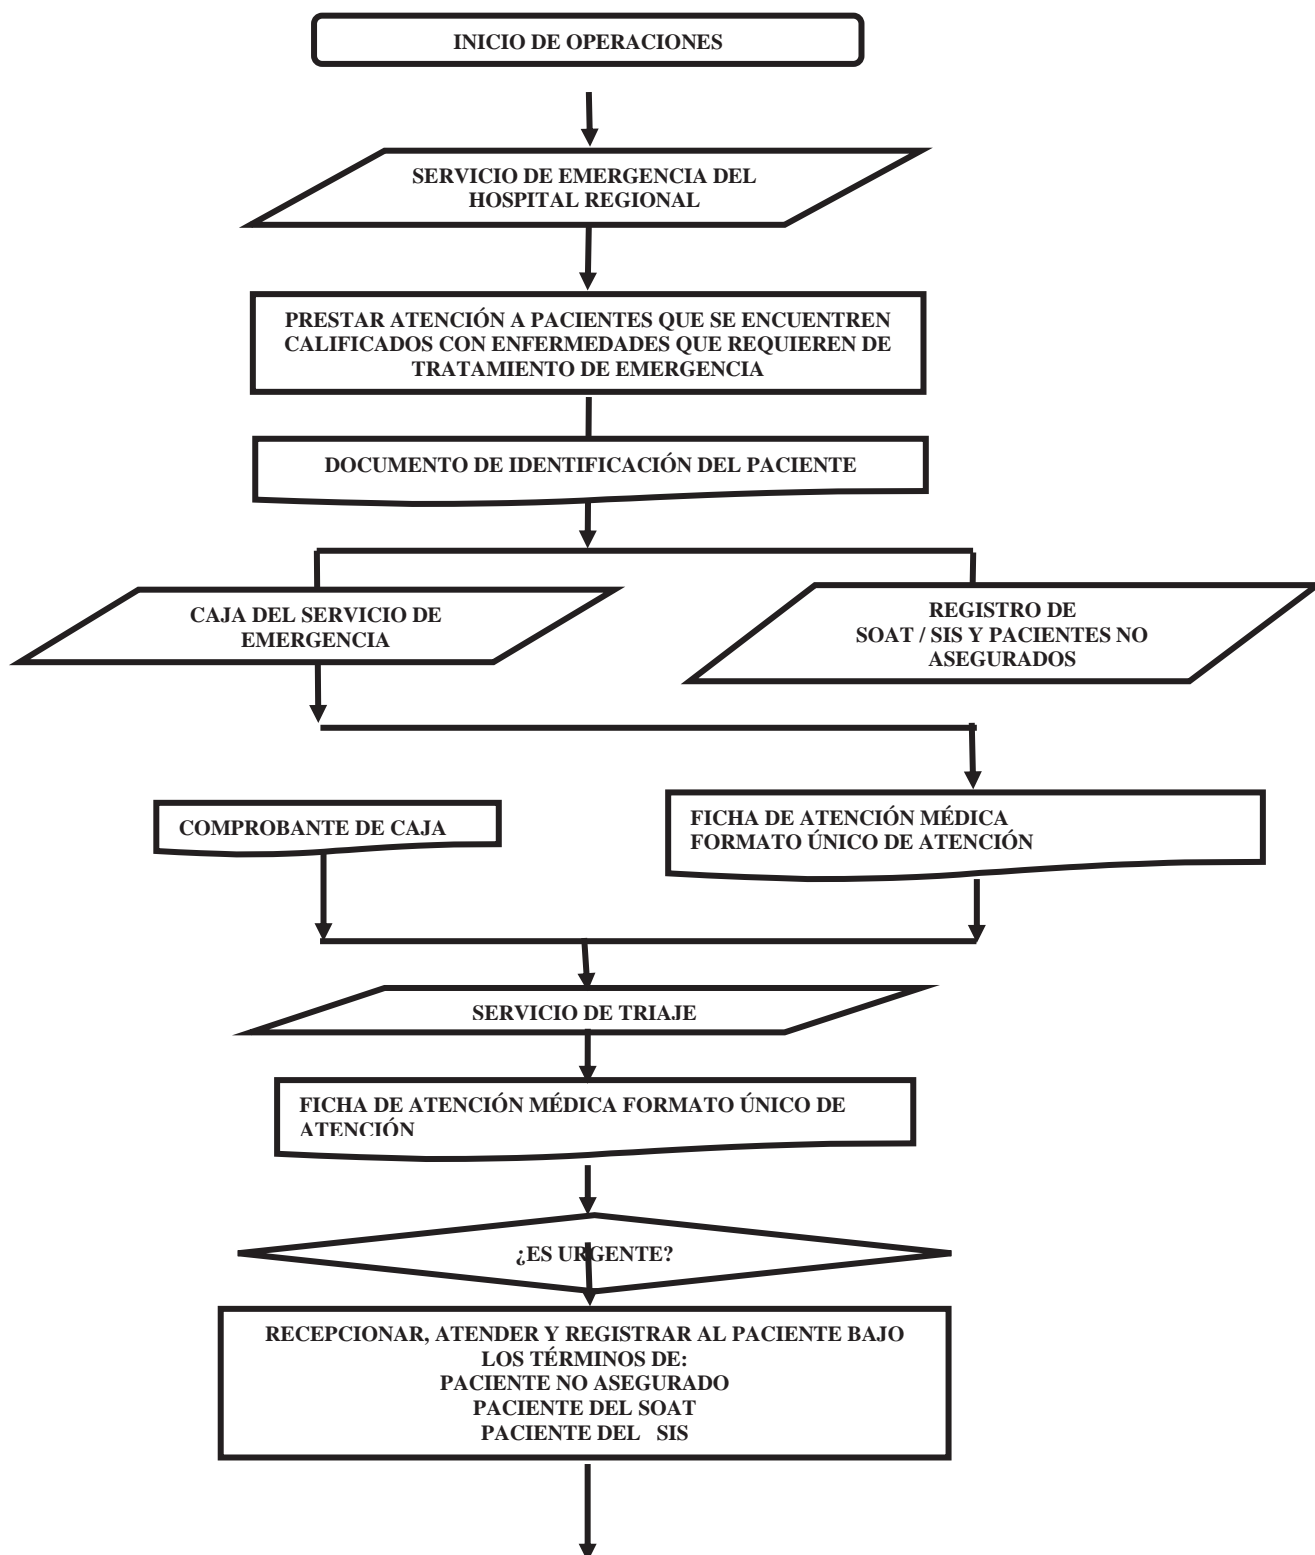 INICIO DE OPERACIONES
SERVICIO DE EMERGENCIA DEL
HOSPITAL REGIONAL
PRESTAR ATENCIÓN A PACIENTES QUE SE ENCUENTREN
CALIFICADOS CON ENFERMEDADES QUE REQUIEREN DE
TRATAMIENTO DE EMERGENCIA
DOCUMENTO DE IDENTIFICACIÓN DEL PACIENTE
CAJA DEL SERVICIO DE
EMERGENCIA
REGISTRO DE
SOAT / SIS Y PACIENTES NO
ASEGURADOS
COMPROBANTE DE CAJA
FICHA DE ATENCIÓN MÉDICA
FORMATO ÚNICO DE ATENCIÓN
SERVICIO DE TRIAJE
FICHA DE ATENCIÓN MÉDICA FORMATO ÚNICO DE
ATENCIÓN
¿ES URGENTE?
RECEPCIONAR, ATENDER Y REGISTRAR AL PACIENTE BAJO
LOS TÉRMINOS DE:
PACIENTE NO ASEGURADO
PACIENTE DEL SOAT
PACIENTE DEL SIS